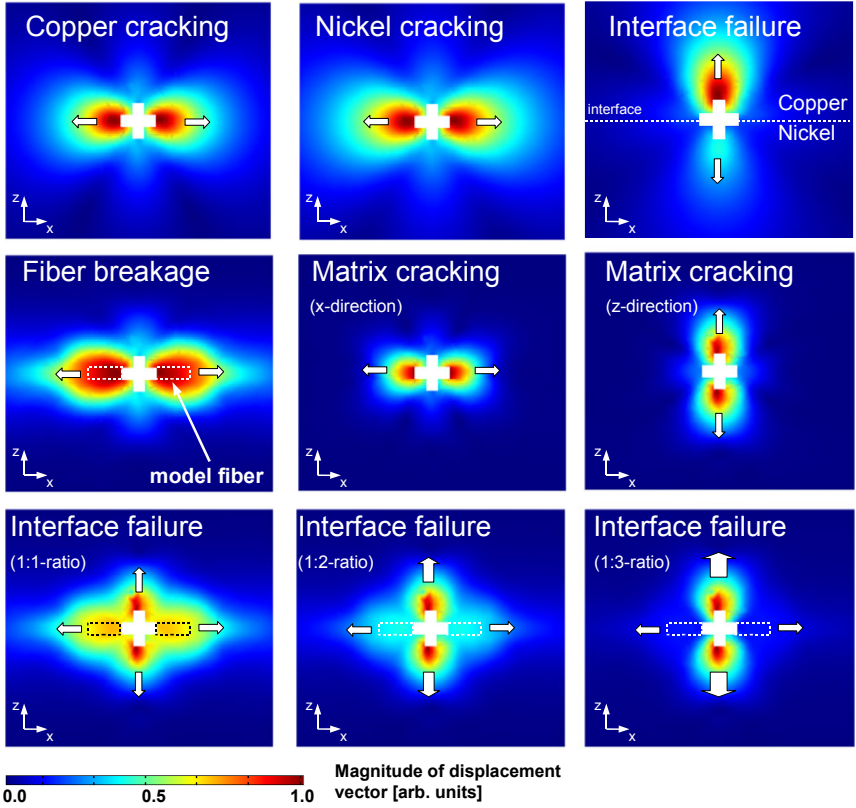 Copper cracking
z
x
Nickel cracking
z
x
Interface failure
interface
Copper
Nickel
z
x
Fiber breakage
model fiber
z
x
Matrix cracking
(x-direction)
z
x
Matrix cracking
(z-direction)
z
x
Interface failure
(1:1-ratio)
z
x
Interface failure
(1:2-ratio)
z
x
Interface failure
(1:3-ratio)
z
x
0.0 0.5 1.0
Magnitude of displacement
vector [arb. units]